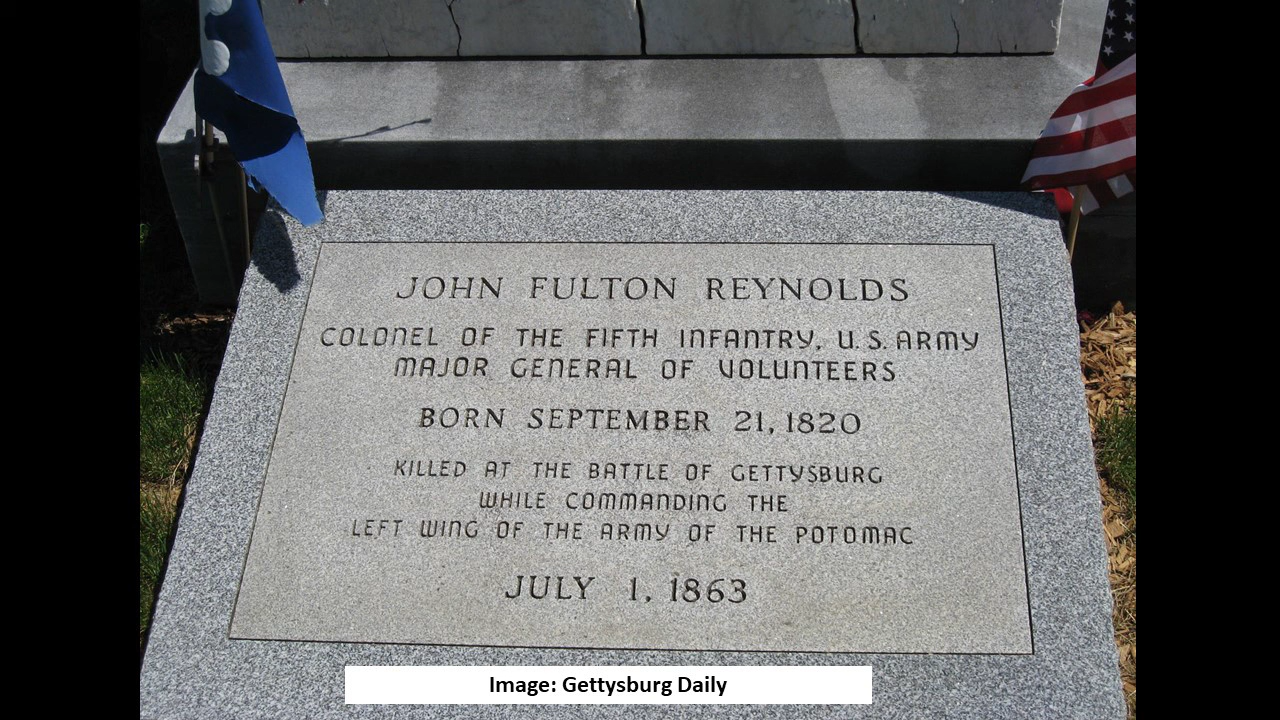 JOHN FULTON REYNOLDS
COLONEL OF THE FIFTH INFANTRY, U.S. ARMY
MAJOR GENERAL OF VOLUNTEERS
BORN SEPTEMBER 21, 1820
KILLED AT THE BATTLE OF GETTYSBURG
WHILE COMMANDING THE
LEFT WING OF THE ARMY OF THE POTOMAC
JULY 1, 1863
Image: Gettysburg Daily